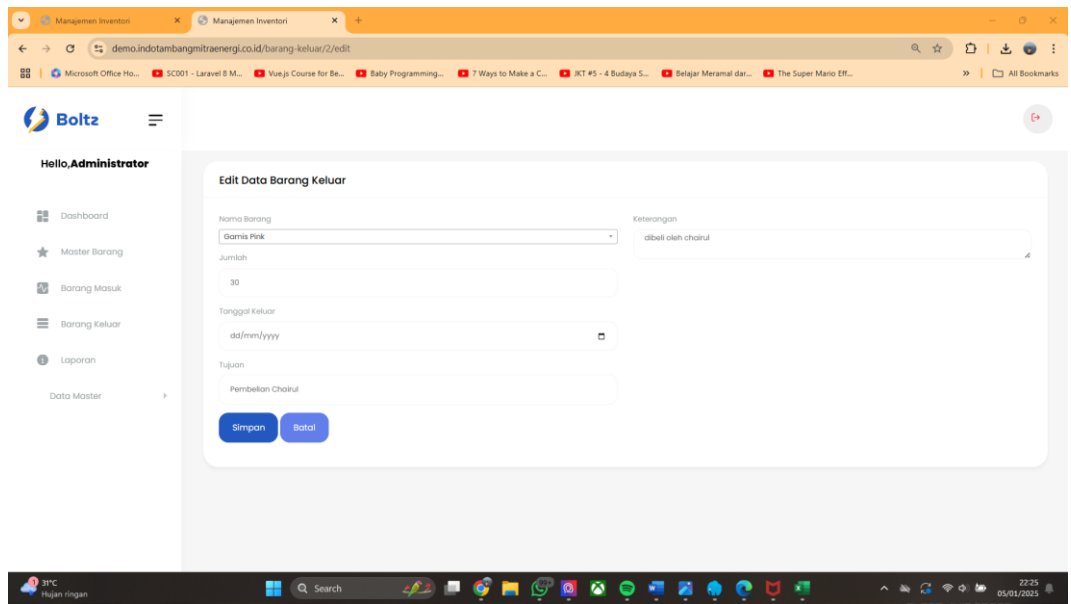 Manajemen Inventori
Manajemen Inventori
demo.indotambangmitraenergi.co.id/barang-keluar/2/edit
Microsoft Office Ho...
SC001 - Laravel 8 M...
Vue.js Course for Be...
Baby Programming...
7 Ways to Make a C...
JKT #5 - 4 Budaya S...
Belajar Meramal dar...
The Super Mario Eff...
All Bookmarks
Boltz
Hello,Administrator
Dashboard
Master Barang
Barang Masuk
Barang Keluar
Laporan
Data Master
Edit Data Barang Keluar
Nama Barang
Gamis Pink
Jumlah
30
Tanggal Keluar
dd/mm/yyyy
Tujuan
Pembelian Chairul
Simpan
Batal
Keterangan
dibeli oleh chairul
1
31°C
Hujan ringan
Search
22:25
05/01/2025